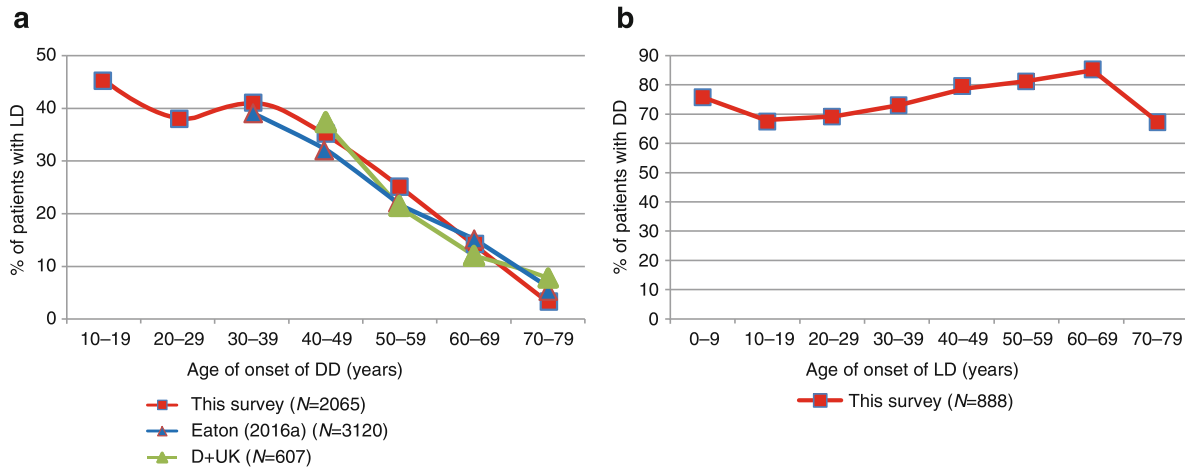 a
50
40
30
20
10
0
% of patients with LD
10–19 20–29 30–39 40–49 50–59 60–69 70–79
Age of onset of DD (years)
This survey (N=2065)
Eaton (2016a) (N=3120)
D+UK (N=607)
b
90
80
70
60
50
40
30
20
10
0
% of patients with DD
0–9 10–19 20–29 30–39 40–49 50–59 60–69 70–79
Age of onset of LD (years)
This survey (N=888)